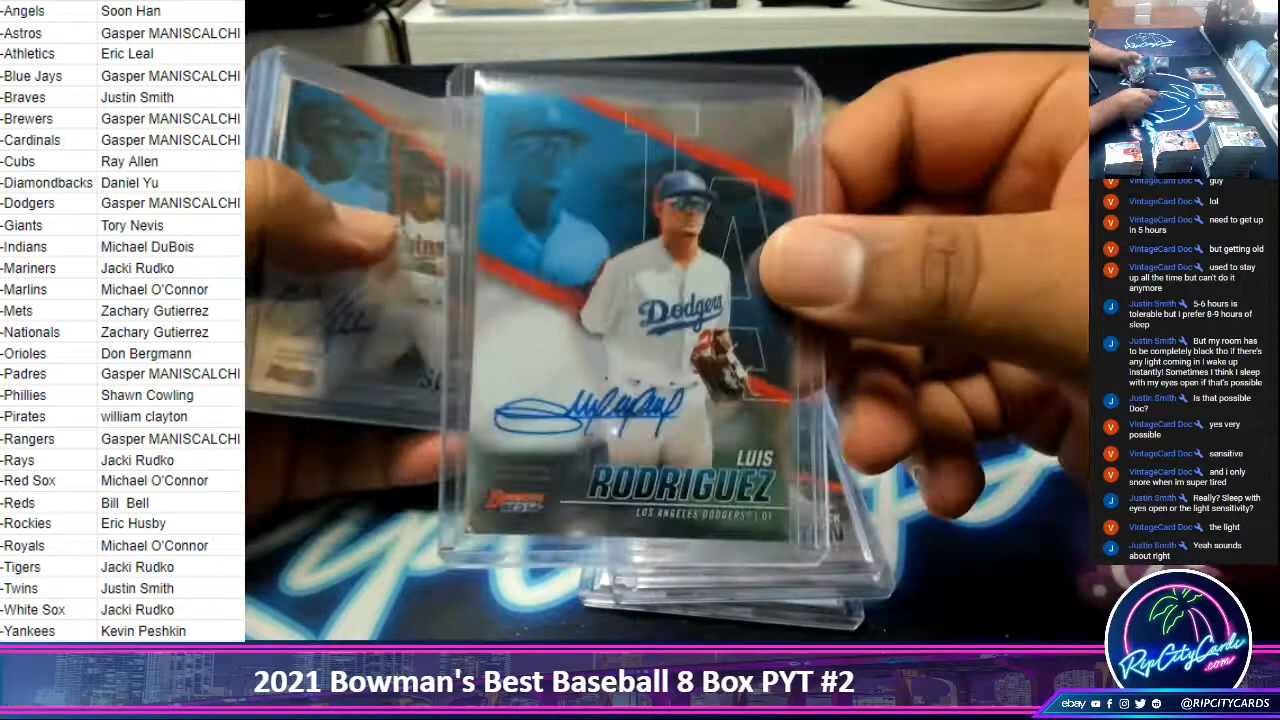 -Angels Soon Han
-Astros Gasper MANISCALCHI
-Athletics Eric Leal
-Blue Jays Gasper MANISCALCHI
-Braves Justin Smith
-Brewers Gasper MANISCALCHI
-Cardinals Gasper MANISCALCHI
-Cubs Ray Allen
-Diamondbacks Daniel Yu
-Dodgers Gasper MANISCALCHI
-Giants Tory Nevis
-Indians Michael DuBois
-Mariners Jacki Rudko
-Marlins Michael O'Connor
-Mets Zachary Gutierrez
-Nationals Zachary Gutierrez
-Orioles Don Bergmann
-Padres Gasper MANISCALCHI
-Phillies Shawn Cowling
-Pirates william clayton
-Rangers Gasper MANISCALCHI
-Rays Jacki Rudko
-Red Sox Michael O'Connor
-Reds Bill Bell
-Rockies Eric Husby
-Royals Michael O'Connor
-Tigers Jacki Rudko
-Twins Justin Smith
-White Sox Jacki Rudko
-Yankees Kevin Peshkin
LA
Dodgers
LUIS
RODRIGUEZ
LOS ANGELES DODGERS | OF
BOWMAN'S
BEST
V VintageCard Doc guy
V VintageCard Doc lol
V VintageCard Doc need to get up
in 5 hours
V VintageCard Doc but getting old
V VintageCard Doc used to stay
up all the time but can't do it
anymore
J Justin Smith 5-6 hours is
tolerable but I prefer 8-9 hours of
sleep
J Justin Smith But my room has
to be completely black tho if there's
any light coming in I wake up
instantly! Sometimes I think I sleep
with my eyes open if that's possible
J Justin Smith Is that possible
Doc?
V VintageCard Doc yes very
possible
V VintageCard Doc sensitive
V VintageCard Doc and i only
snore when im super tired
J Justin Smith Really? Sleep with
eyes open or the light sensitivity?
V VintageCard Doc the light
J Justin Smith Yeah sounds
about right
RipCityCards
.com
2021 Bowman's Best Baseball 8 Box PYT #2
ebay @RIPCITYCARDS